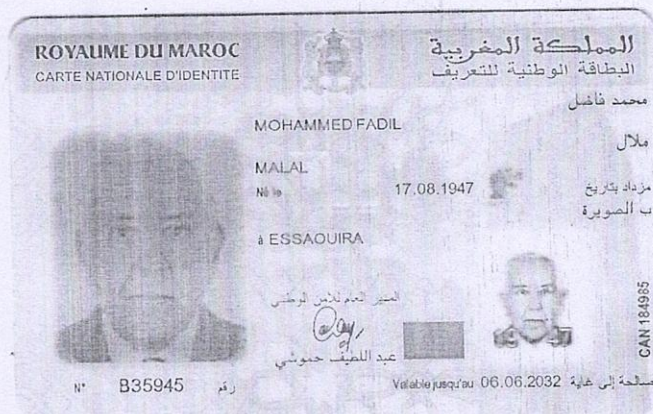 ROYAUME DU MAROC
المملكة المغربية
CARTE NATIONALE D'IDENTITE
البطاقة الوطنية للتعريف
محمد فاضل
MOHAMMED FADIL
ملال
MALAL
Né le 17.08.1947 مزداد بتاريخ
ب الصويرة
à ESSAOUIRA
المدير العام للأمن الوطني
عبد اللطيف حموشي
CAN 184985
N° B35945 رقم
Valable jusqu'au 06.06.2032 صالحة إلى غاية